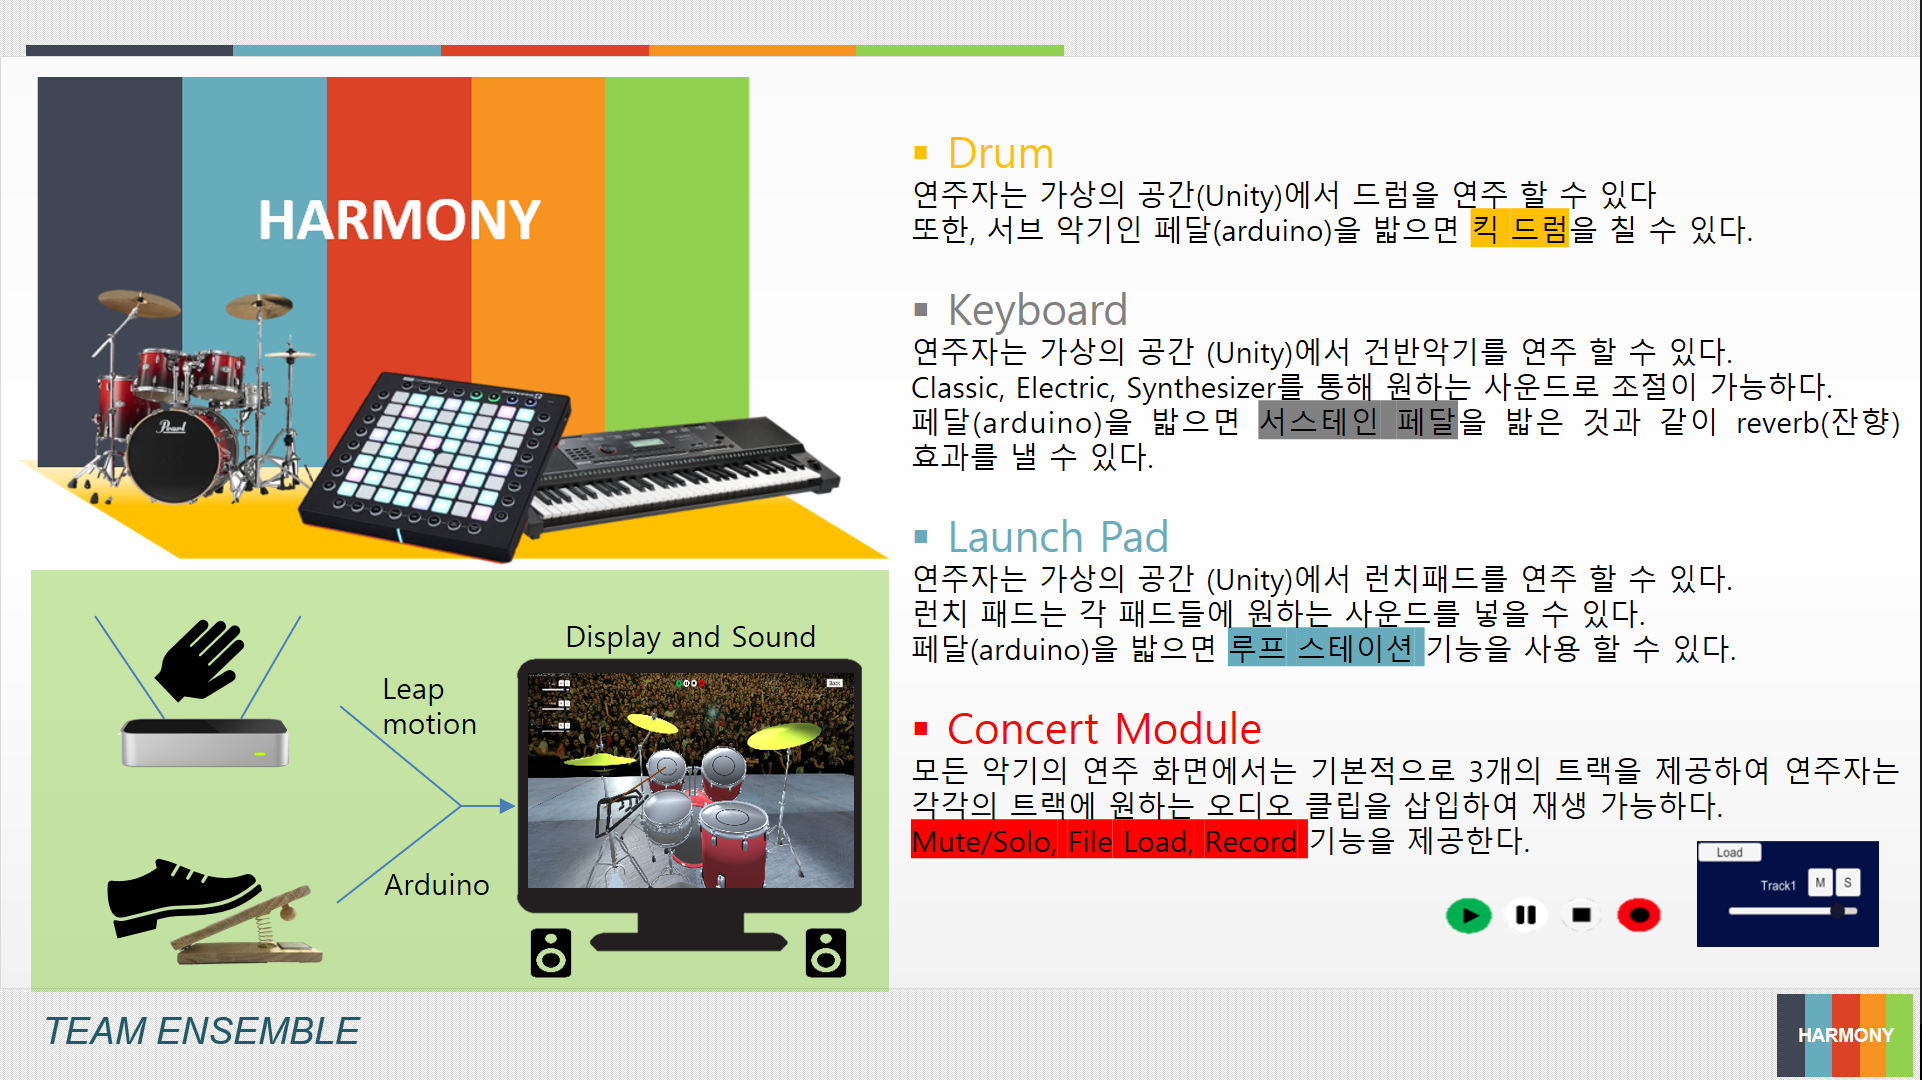 HARMONY
Pearl
Display and Sound
Leap
motion
Arduino
Back
▪ Drum
연주자는 가상의 공간(Unity)에서 드럼을 연주 할 수 있다
또한, 서브 악기인 페달(arduino)을 밟으면 킥 드럼을 칠 수 있다.
▪ Keyboard
연주자는 가상의 공간 (Unity)에서 건반악기를 연주 할 수 있다.
Classic, Electric, Synthesizer를 통해 원하는 사운드로 조절이 가능하다.
페달(arduino)을 밟으면 서스테인 페달을 밟은 것과 같이 reverb(잔향)
효과를 낼 수 있다.
▪ Launch Pad
연주자는 가상의 공간 (Unity)에서 런치패드를 연주 할 수 있다.
런치 패드는 각 패드들에 원하는 사운드를 넣을 수 있다.
페달(arduino)을 밟으면 루프 스테이션 기능을 사용 할 수 있다.
▪ Concert Module
모든 악기의 연주 화면에서는 기본적으로 3개의 트랙을 제공하여 연주자는
각각의 트랙에 원하는 오디오 클립을 삽입하여 재생 가능하다.
Mute/Solo, File Load, Record 기능을 제공한다.
Load
Track1 M S
TEAM ENSEMBLE
HARMONY